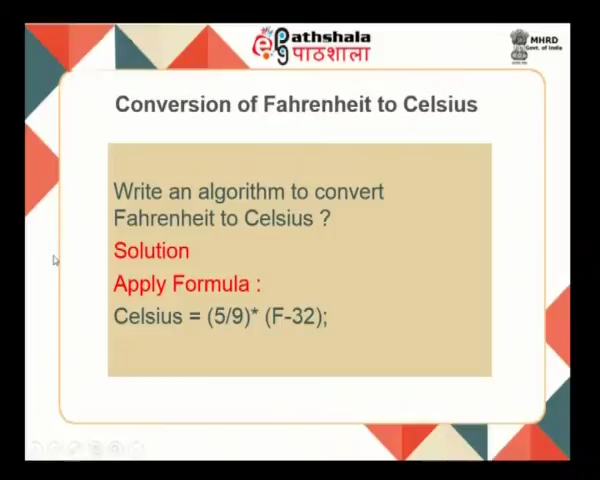 ePG Pathshala
पाठशाला
MHRD
Govt. of India
Conversion of Fahrenheit to Celsius
Write an algorithm to convert
Fahrenheit to Celsius ?
Solution
Apply Formula :
Celsius = (5/9)* (F-32);